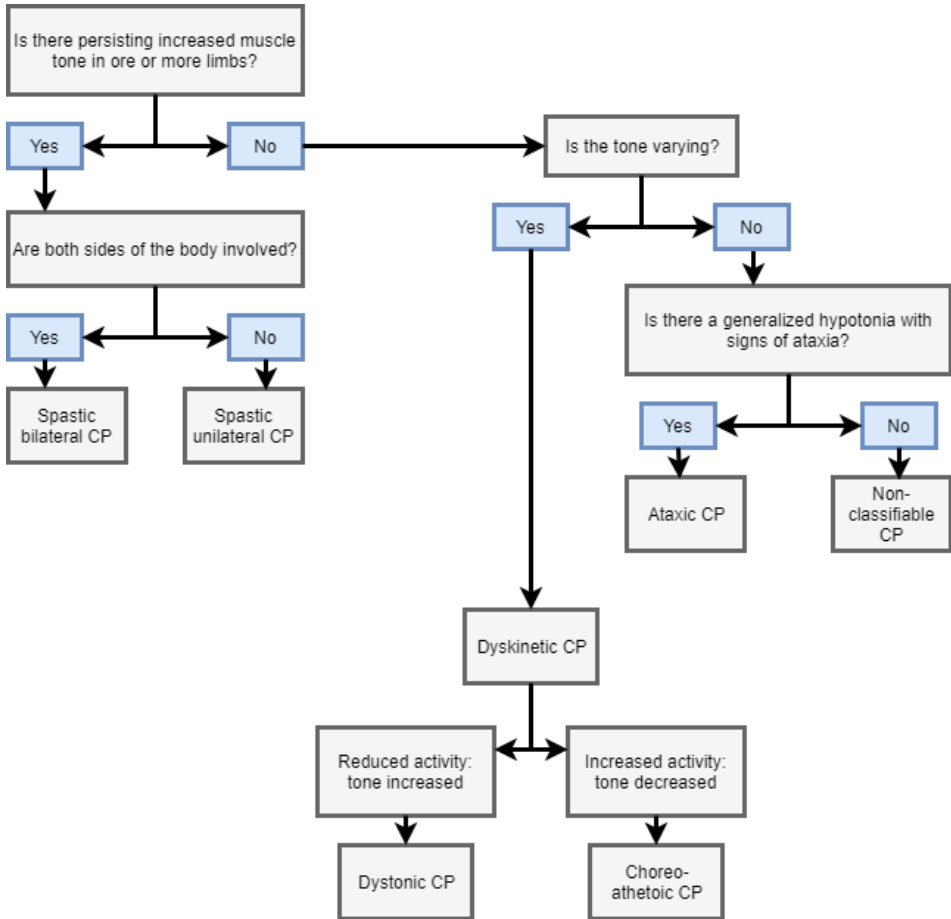 Is there persisting increased muscle
tone in ore or more limbs?
Yes
No
Is the tone varying?
Yes
No
Are both sides of the body involved?
Yes
No
Is there a generalized hypotonia with
signs of ataxia?
Yes
No
Spastic
bilateral CP
Spastic
unilateral CP
Ataxic CP
Non-
classifiable
CP
Dyskinetic CP
Reduced activity:
tone increased
Increased activity:
tone decreased
Dystonic CP
Choreo-
athetoic CP